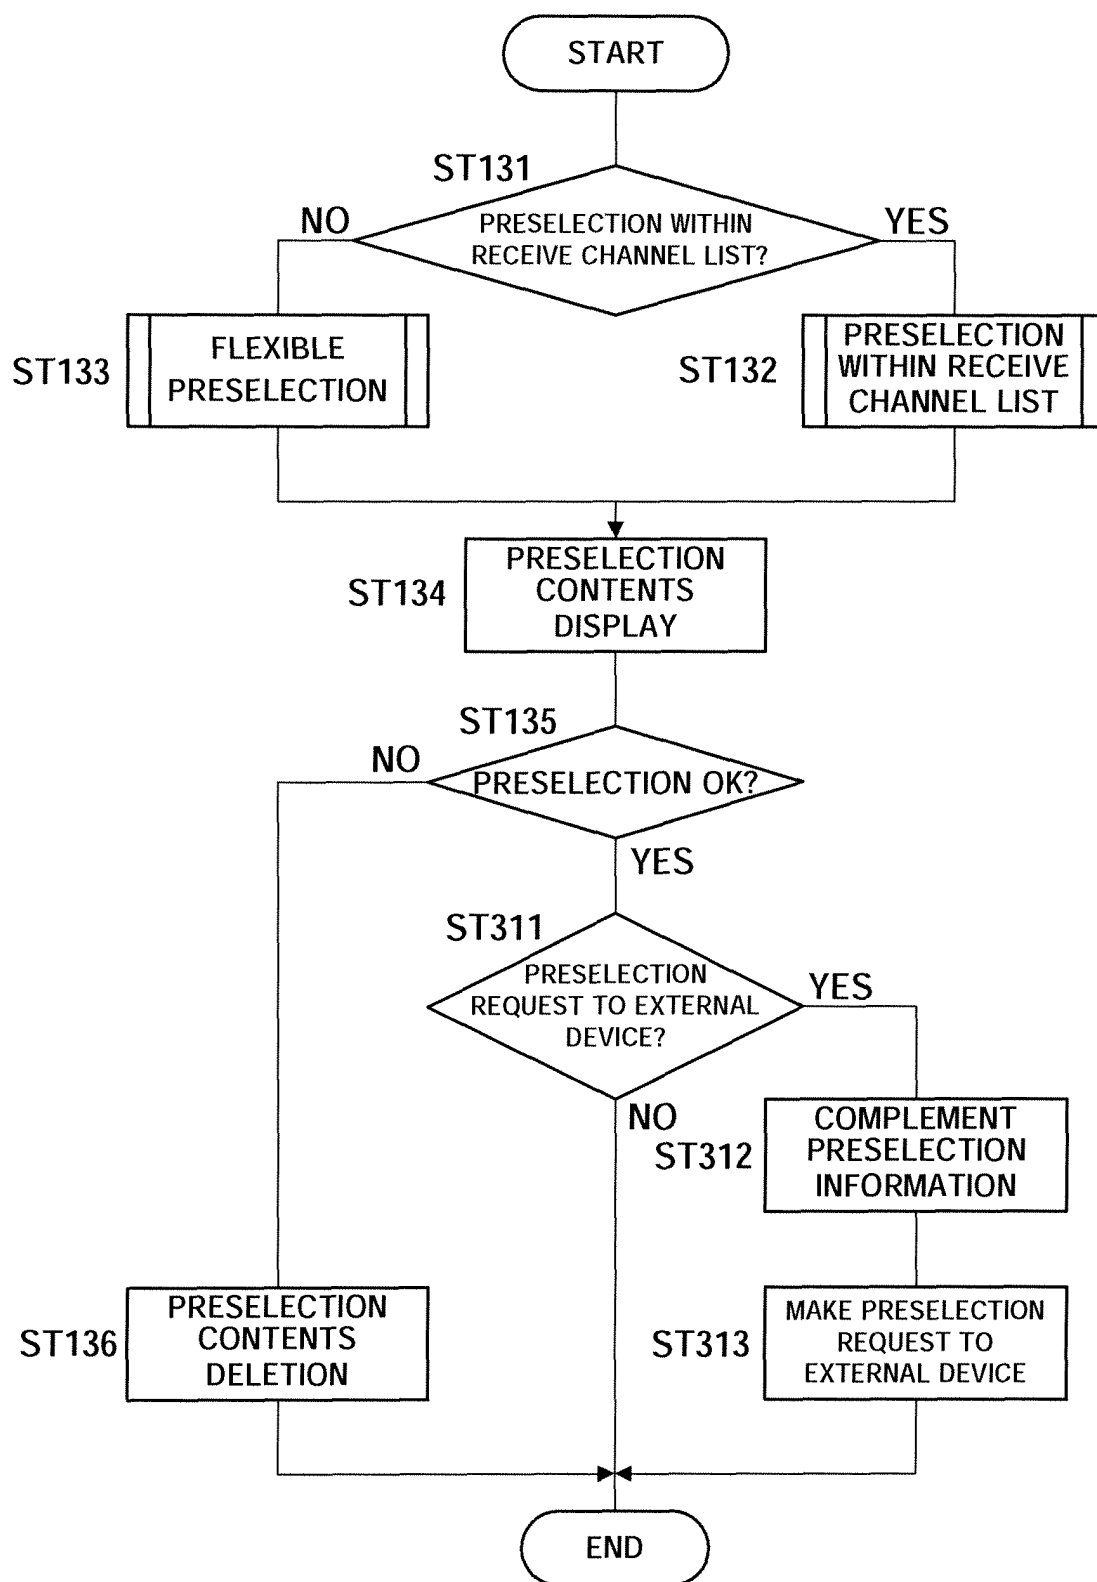 START
ST131
NO
PRESELECTION WITHIN
RECEIVE CHANNEL LIST?
YES
ST133
FLEXIBLE
PRESELECTION
ST132
PRESELECTION
WITHIN RECEIVE
CHANNEL LIST
ST134
PRESELECTION
CONTENTS
DISPLAY
ST135
NO
PRESELECTION OK?
YES
ST311
PRESELECTION
REQUEST TO EXTERNAL
DEVICE?
YES
NO
ST312
COMPLEMENT
PRESELECTION
INFORMATION
ST136
PRESELECTION
CONTENTS
DELETION
ST313
MAKE PRESELECTION
REQUEST TO
EXTERNAL DEVICE
END